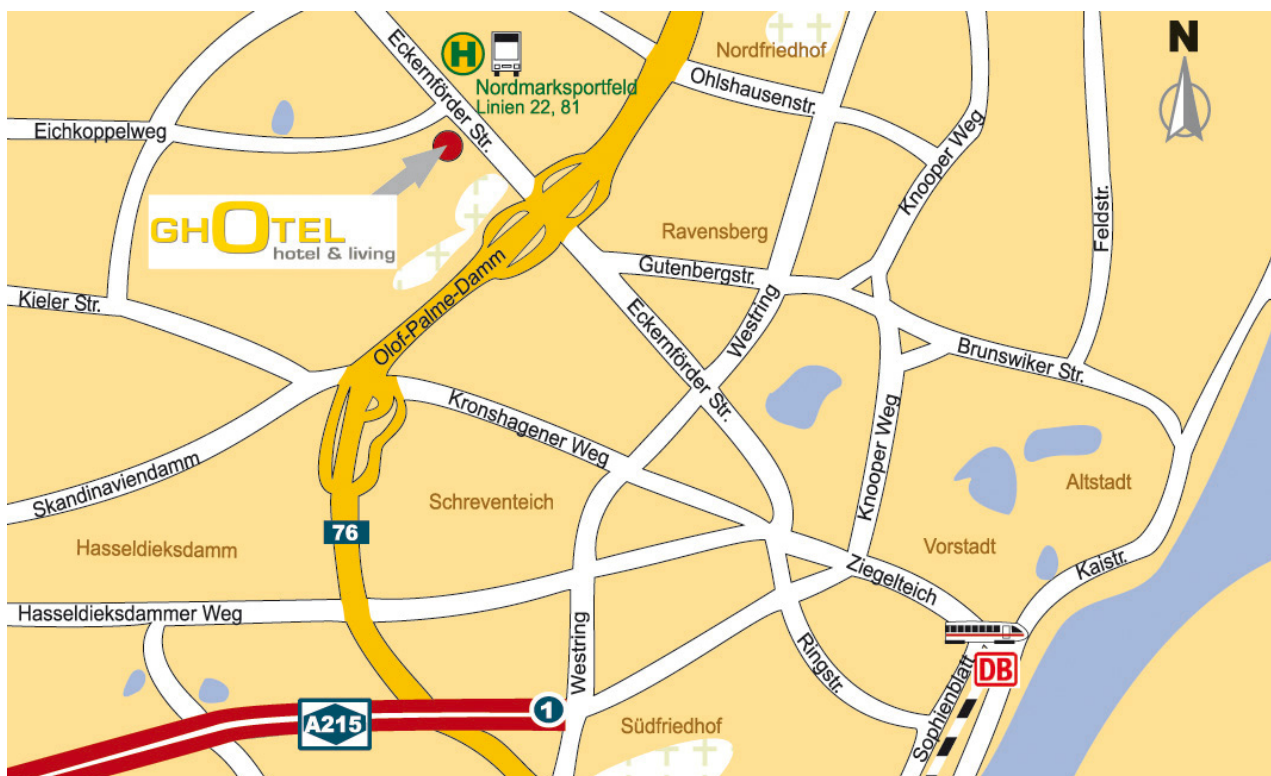 Eckernförder Str.
H
Nordmarksportfeld
Linien 22, 81
Nordfriedhof
Ohlshausenstr.
N
Eichkoppelweg
Knooper Weg
Feldstr.
GHOTEL
hotel & living
Ravensberg
Gutenbergstr.
Kieler Str.
Olof-Palme-Damm
Westring
Eckernförder Str.
Brunswiker Str.
Kronshagener Weg
Knooper Weg
Skandinaviendamm
Schreventeich
Altstadt
76
Hasseldieksdamm
Vorstadt
Ziegelteich
Kaistr.
Hasseldieksdammer Weg
Westring
Ringstr.
Sophienblatt
DB
A215
1
Südfriedhof